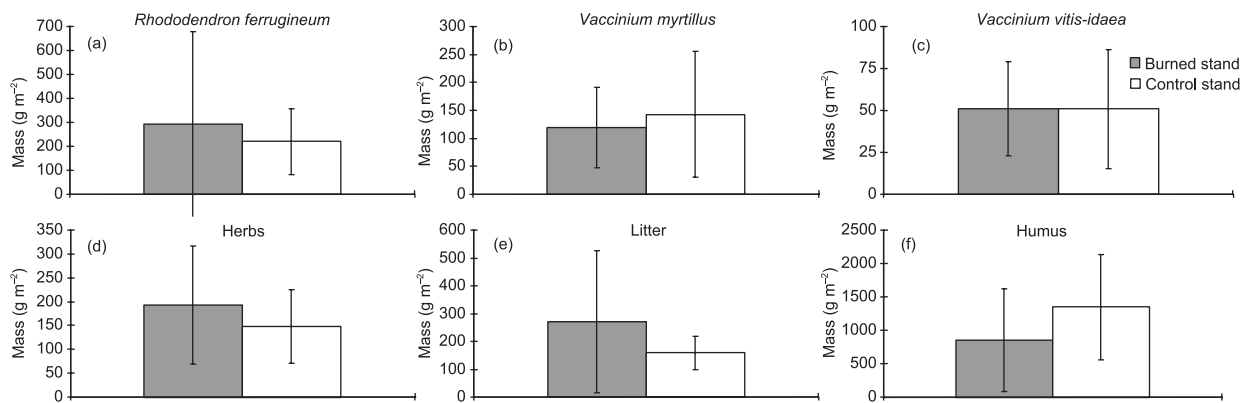 Rhododendron ferrugineum
Vaccinium myrtillus
Vaccinium vitis-idaea
(a)
Mass (g m⁻²)
700
600
500
400
300
200
100
0
(b)
Mass (g m⁻²)
300
250
200
150
100
50
0
(c)
Mass (g m⁻²)
100
75
50
25
0
Burned stand
Control stand
Herbs
Litter
Humus
(d)
Mass (g m⁻²)
350
300
250
200
150
100
50
0
(e)
Mass (g m⁻²)
600
500
400
300
200
100
0
(f)
Mass (g m⁻²)
2500
2000
1500
1000
500
0